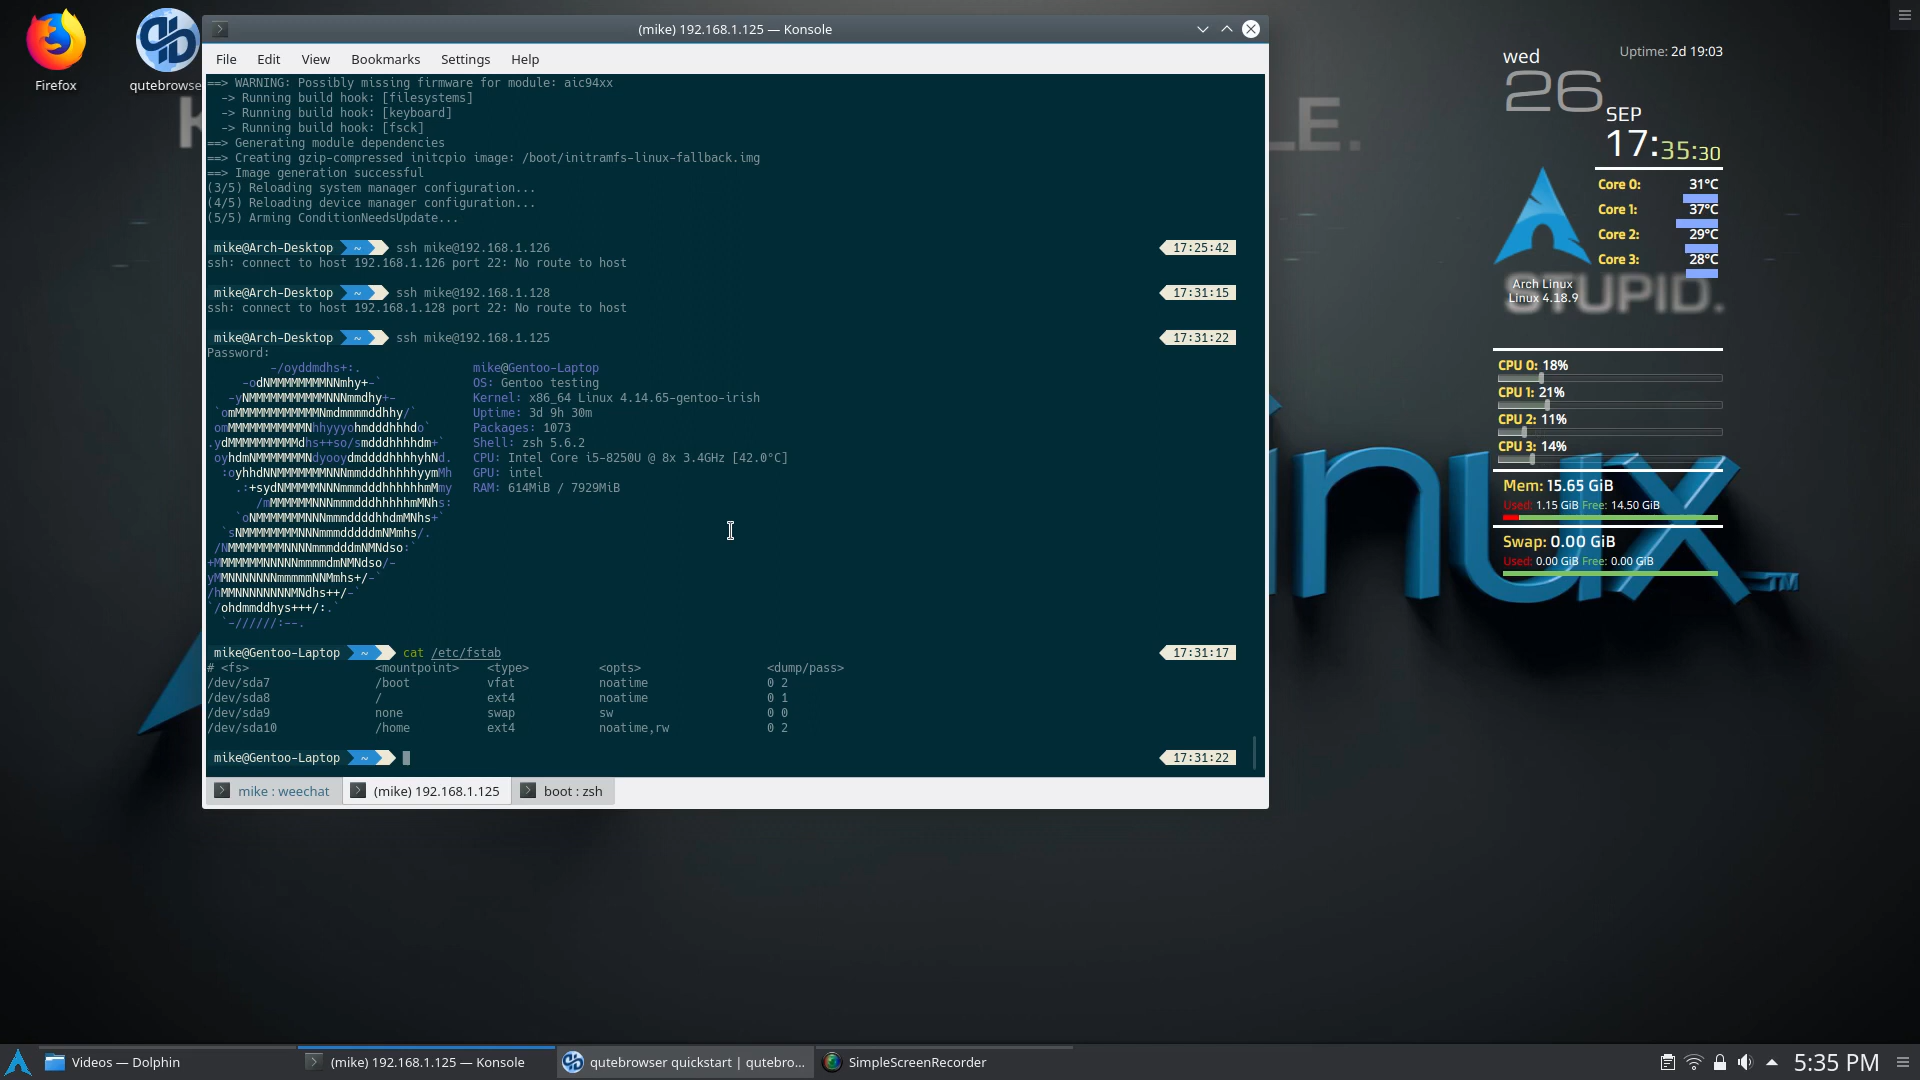 (mike) 192.168.1.125 — Konsole
Firefox
qutebrowse
File Edit View Bookmarks Settings Help
==> WARNING: Possibly missing firmware for module: aic94xx
-> Running build hook: [filesystems]
-> Running build hook: [keyboard]
-> Running build hook: [fsck]
==> Generating module dependencies
==> Creating gzip-compressed initcpio image: /boot/initramfs-linux-fallback.img
==> Image generation successful
(3/5) Reloading system manager configuration...
(4/5) Reloading device manager configuration...
(5/5) Arming ConditionNeedsUpdate...
mike@Arch-Desktop ~ ssh mike@192.168.1.126 17:25:42
ssh: connect to host 192.168.1.126 port 22: No route to host
mike@Arch-Desktop ~ ssh mike@192.168.1.128 17:31:15
ssh: connect to host 192.168.1.128 port 22: No route to host
mike@Arch-Desktop ~ ssh mike@192.168.1.125 17:31:22
Password:
mike@Gentoo-Laptop
OS: Gentoo testing
Kernel: x86_64 Linux 4.14.65-gentoo-irish
Uptime: 3d 9h 30m
Packages: 1073
Shell: zsh 5.6.2
CPU: Intel Core i5-8250U @ 8x 3.4GHz [42.0°C]
GPU: intel
RAM: 614MiB / 7929MiB
mike@Gentoo-Laptop ~ cat /etc/fstab 17:31:17
# <fs> <mountpoint> <type> <opts> <dump/pass>
/dev/sda7 /boot vfat noatime 0 2
/dev/sda8 / ext4 noatime 0 1
/dev/sda9 none swap sw 0 0
/dev/sda10 /home ext4 noatime,rw 0 2
mike@Gentoo-Laptop ~ 17:31:22
mike : weechat (mike) 192.168.1.125 boot : zsh
K
LE.
STUPID.
nux
TM
wed
Uptime: 2d 19:03
26
SEP
17:35:30
Core 0: 31°C
Core 1: 37°C
Core 2: 29°C
Core 3: 28°C
Arch Linux
Linux 4.18.9
CPU 0: 18%
CPU 1: 21%
CPU 2: 11%
CPU 3: 14%
Mem: 15.65 GiB
Used: 1.15 GiB Free: 14.50 GiB
Swap: 0.00 GiB
Used: 0.00 GiB Free: 0.00 GiB
Videos — Dolphin
(mike) 192.168.1.125 — Konsole
qutebrowser quickstart | qutebro...
SimpleScreenRecorder
5:35 PM